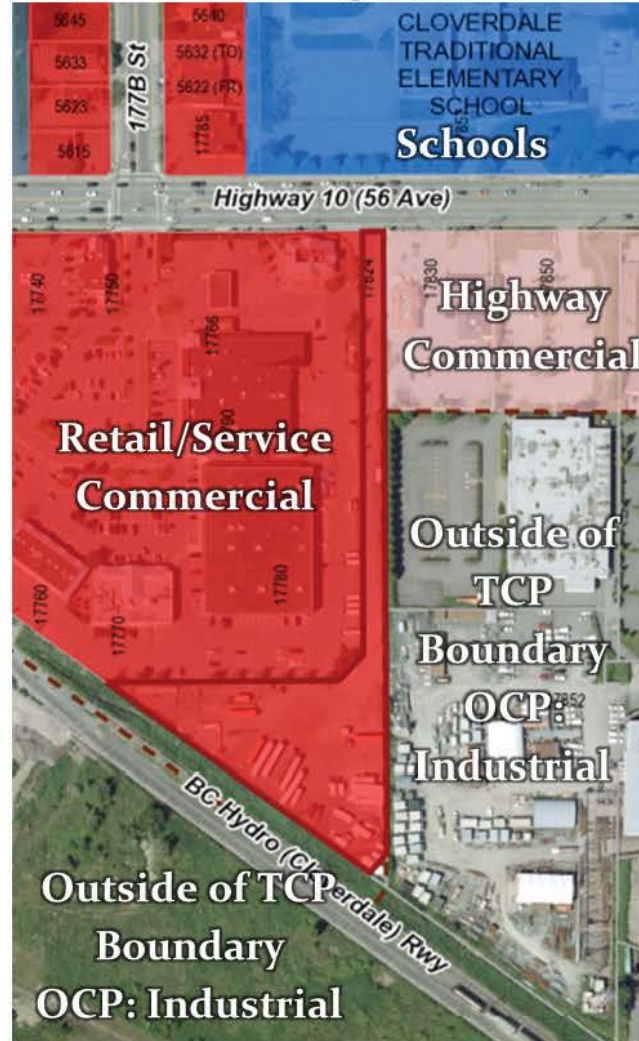 5645
5633
5623
5615
177B St
5640
5632 (TO)
5622 (FR)
17785
CLOVERDALE
TRADITIONAL
ELEMENTARY
SCHOOL
Schools
Highway 10 (56 Ave)
17740
17750
17766
17824
17830
17850
Highway
Commercial
Retail/Service
Commercial
17780
17760
17770
Outside of
TCP
Boundary
OCP:
Industrial
BC Hydro (Cloverdale) Rwy
Outside of TCP
Boundary
OCP: Industrial